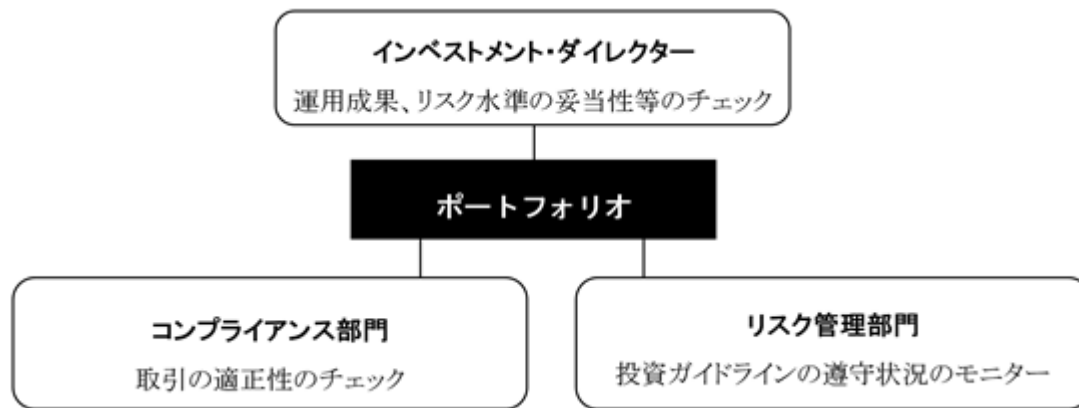 インベストメント・ダイレクター
運用成果、リスク水準の妥当性等のチェック
ポートフォリオ
コンプライアンス部門
取引の適正性のチェック
リスク管理部門
投資ガイドラインの遵守状況のモニター